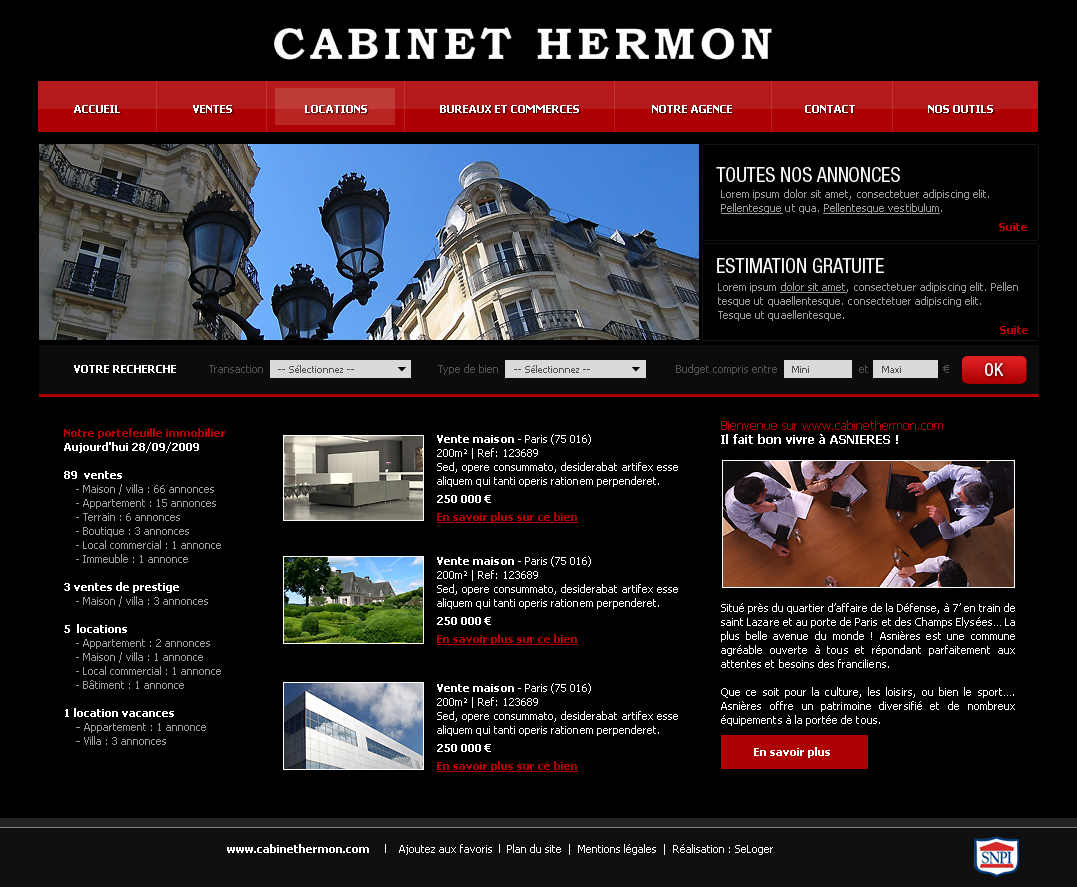 CABINET HERMON
ACCUEIL
VENTES
LOCATIONS
BUREAUX ET COMMERCES
NOTRE AGENCE
CONTACT
NOS OUTILS
TOUTES NOS ANNONCES
Lorem ipsum dolor sit amet, consectetuer adipiscing elit.
Pellentesque ut qua. Pellentesque vestibulum.
Suite
ESTIMATION GRATUITE
Lorem ipsum dolor sit amet, consectetuer adipiscing elit. Pellen
tesque ut quaellentesque. consectetuer adipiscing elit.
Tesque ut quaellentesque.
Suite
VOTRE RECHERCHE
Transaction
-- Sélectionnez --
Type de bien
-- Sélectionnez --
Budget compris entre
Mini
et
Maxi
€
OK
Notre portefeuille immobilier
Aujourd'hui 28/09/2009
89 ventes
- Maison / villa : 66 annonces
- Appartement : 15 annonces
- Terrain : 6 annonces
- Boutique : 3 annonces
- Local commercial : 1 annonce
- Immeuble : 1 annonce
3 ventes de prestige
- Maison / villa : 3 annonces
5 locations
- Appartement : 2 annonces
- Maison / villa : 1 annonce
- Local commercial : 1 annonce
- Bâtiment : 1 annonce
1 location vacances
- Appartement : 1 annonce
- Villa : 3 annonces
Vente maison - Paris (75 016)
200m² | Ref: 123689
Sed, opere consummato, desiderabat artifex esse
aliquem qui tanti operis rationem perpenderet.
250 000 €
En savoir plus sur ce bien
Vente maison - Paris (75 016)
200m² | Ref: 123689
Sed, opere consummato, desiderabat artifex esse
aliquem qui tanti operis rationem perpenderet.
250 000 €
En savoir plus sur ce bien
Vente maison - Paris (75 016)
200m² | Ref: 123689
Sed, opere consummato, desiderabat artifex esse
aliquem qui tanti operis rationem perpenderet.
250 000 €
En savoir plus sur ce bien
Bienvenue sur www.cabinethermon.com
Il fait bon vivre à ASNIERES !
Situé près du quartier d'affaire de la Défense, à 7' en train de
saint Lazare et au porte de Paris et des Champs Elysées... La
plus belle avenue du monde ! Asnières est une commune
agréable ouverte à tous et répondant parfaitement aux
attentes et besoins des franciliens.
Que ce soit pour la culture, les loisirs, ou bien le sport....
Asnières offre un patrimoine diversifié et de nombreux
équipements à la portée de tous.
En savoir plus
www.cabinethermon.com | Ajoutez aux favoris | Plan du site | Mentions légales | Réalisation : SeLoger
SNPI